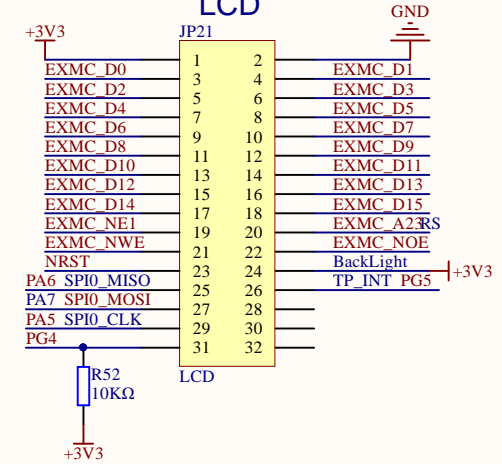 LCD
GND
+3V3 JP21
1 2
EXMC_D0 3 4 EXMC_D1
EXMC_D2 5 6 EXMC_D3
EXMC_D4 7 8 EXMC_D5
EXMC_D6 9 10 EXMC_D7
EXMC_D8 11 12 EXMC_D9
EXMC_D10 13 14 EXMC_D11
EXMC_D12 15 16 EXMC_D13
EXMC_D14 17 18 EXMC_D15
EXMC_NE1 19 20 EXMC_A23RS
EXMC_NWE 21 22 EXMC_NOE
NRST 23 24 BackLight +3V3
PA6 SPI0_MISO 25 26 TP_INT PG5
PA7 SPI0_MOSI 27 28
PA5 SPI0_CLK 29 30
PG4 31 32
R52 LCD
10KΩ
+3V3